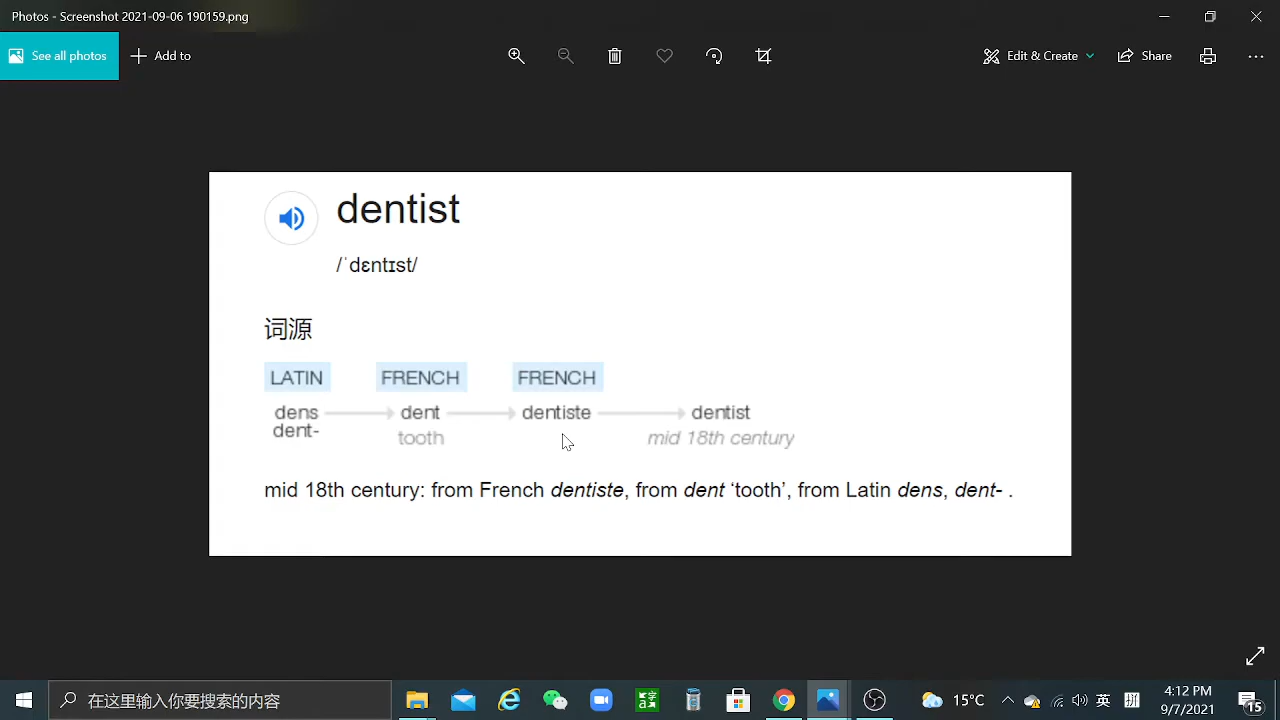 Photos - Screenshot 2021-09-06 190159.png
See all photos
Add to
Edit & Create
Share
dentist
/ˈdɛntɪst/
词源
LATIN FRENCH FRENCH
dens dent dentiste dentist
dent-
tooth mid 18th century
mid 18th century: from French dentiste, from dent ‘tooth’, from Latin dens, dent- .
在这里输入你要搜索的内容
15°C
英
拼
4:12 PM
9/7/2021
15